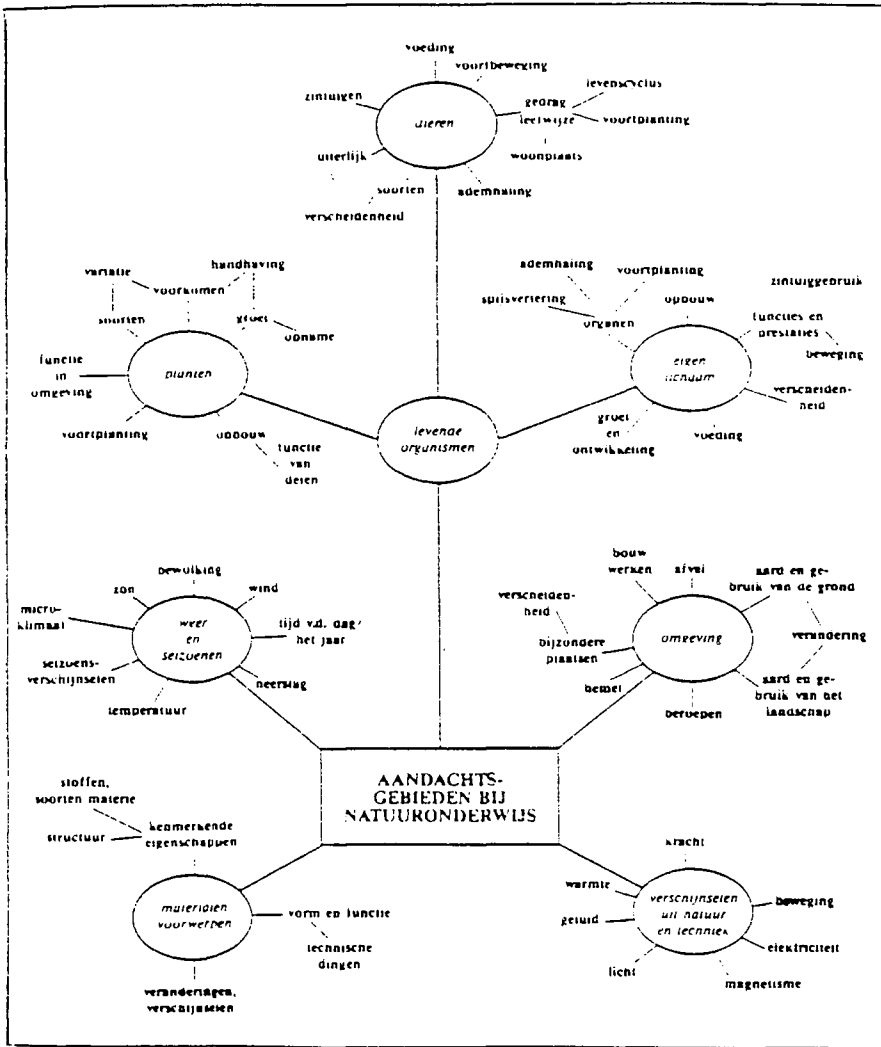 voeding
voortbeweging
levenscyclus
zintuigen
gedrag
leefwijze
voortplanting
dieren
uiterlijk
woonplaats
soorten
ademhaling
verscheidenheid
handhaving
variatie
voorkomen
soorten
groei
opname
functie
in
omgeving
planten
voortplanting
opbouw
functie
van
delen
ademhaling
voortplanting
zintuiggebruik
spijsvertering
opbouw
organen
functies en
prestaties
beweging
eigen
lichaam
verscheiden-
heid
groei
en
ontwikkeling
voeding
levende
organismen
bewolking
zon
wind
micro-
klimaat
weer
en
seizoenen
tijd v.d. dag/
het jaar
seizoens-
verschijnselen
neerslag
temperatuur
bouw
werken
afval
aard en ge-
bruik van de grond
verscheiden-
heid
omgeving
verandering
bijzondere
plaatsen
hemel
aard en ge-
bruik van het
landschap
beroepen
AANDACHTS-
GEBIEDEN BIJ
NATUURONDERWIJS
stoffen,
soorten materie
kenmerkende
eigenschappen
structuur
materialen
voorwerpen
vorm en functie
technische
dingen
veranderingen,
verschijnselen
kracht
warmte
verschijnselen
uit natuur
en techniek
beweging
geluid
elektriciteit
licht
magnetisme